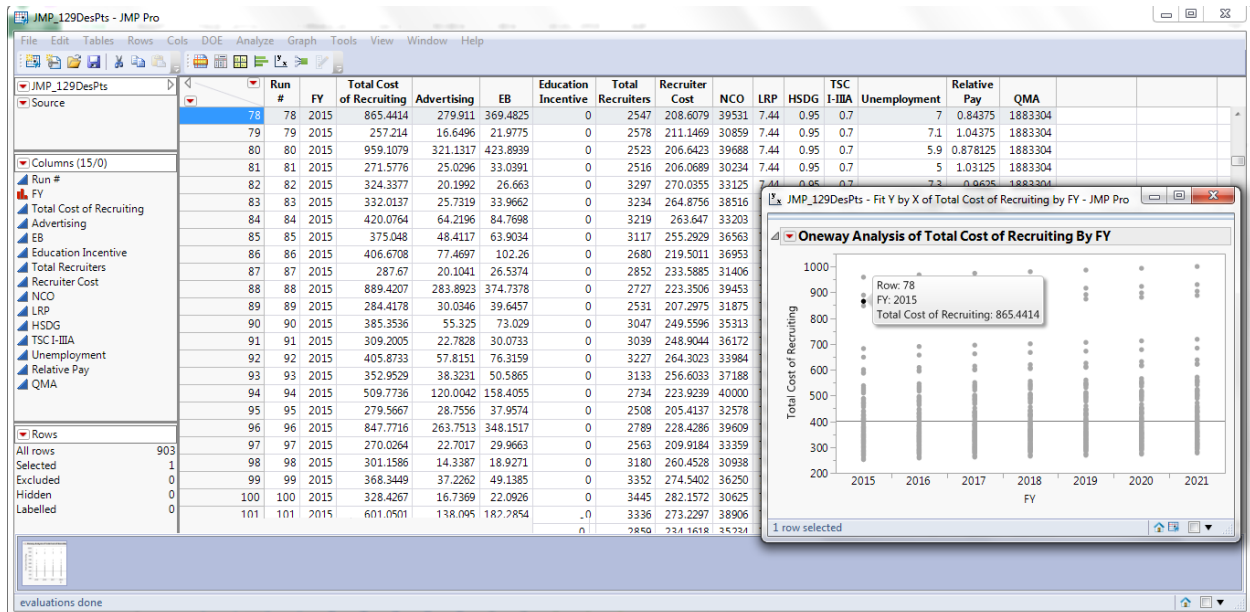 JMP_129DesPts - JMP Pro
File Edit Tables Rows Cols DOE Analyze Graph Tools View Window Help
JMP_129DesPts
Source
Columns (15/0)
Run #
FY
Total Cost of Recruiting
Advertising
EB
Education Incentive
Total Recruiters
Recruiter Cost
NCO
LRP
HSDG
TSC I-IIIA
Unemployment
Relative Pay
QMA
Rows
All rows 903
Selected 1
Excluded 0
Hidden 0
Labelled 0
Run Total Cost Education Total Recruiter TSC Relative
# FY of Recruiting Advertising EB Incentive Recruiters Cost NCO LRP HSDG I-IIIA Unemployment Pay QMA
78 78 2015 865.4414 279.911 369.4825 0 2547 208.6079 39531 7.44 0.95 0.7 7 0.84375 1883304
79 79 2015 257.214 16.6496 21.9775 0 2578 211.1469 30859 7.44 0.95 0.7 7.1 1.04375 1883304
80 80 2015 959.1079 321.1317 423.8939 0 2523 206.6423 39688 7.44 0.95 0.7 5.9 0.878125 1883304
81 81 2015 271.5776 25.0296 33.0391 0 2516 206.0689 30234 7.44 0.95 0.7 5 1.03125 1883304
82 82 2015 324.3377 20.1992 26.663 0 3297 270.0355 33125 7.44 0.95 0.7 7.3 0.9625 1883304
83 83 2015 332.0137 25.7319 33.9662 0 3234 264.8756 38516
84 84 2015 420.0764 64.2196 84.7698 0 3219 263.647 33203
85 85 2015 375.048 48.4117 63.9034 0 3117 255.2929 36563
86 86 2015 406.6708 77.4697 102.26 0 2680 219.5011 36953
87 87 2015 287.67 20.1041 26.5374 0 2852 233.5885 31406
88 88 2015 889.4207 283.8923 374.7378 0 2727 223.3506 39453
89 89 2015 284.4178 30.0346 39.6457 0 2531 207.2975 31875
90 90 2015 385.3536 55.325 73.029 0 3047 249.5596 35313
91 91 2015 309.2005 22.7828 30.0733 0 3039 248.9044 36172
92 92 2015 405.8733 57.8151 76.3159 0 3227 264.3023 33984
93 93 2015 352.9529 38.3231 50.5865 0 3133 256.6033 37188
94 94 2015 509.7736 120.0042 158.4055 0 2734 223.9239 40000
95 95 2015 279.5667 28.7556 37.9574 0 2508 205.4137 32578
96 96 2015 847.7716 263.7513 348.1517 0 2789 228.4286 39609
97 97 2015 270.0264 22.7017 29.9663 0 2563 209.9184 33359
98 98 2015 301.1586 14.3387 18.9271 0 3180 260.4528 30938
99 99 2015 368.3449 37.2262 49.1385 0 3352 274.5402 36250
100 100 2015 328.4267 16.7369 22.0926 0 3445 282.1572 30625
101 101 2015 601.0501 138.095 182.2854 0 3336 273.2297 38906
0 2859 234.1618 35234
JMP_129DesPts - Fit Y by X of Total Cost of Recruiting by FY - JMP Pro
Oneway Analysis of Total Cost of Recruiting By FY
Total Cost of Recruiting
1000
900
800
700
600
500
400
300
200
Row: 78
FY: 2015
Total Cost of Recruiting: 865.4414
2015 2016 2017 2018 2019 2020 2021
FY
1 row selected
evaluations done